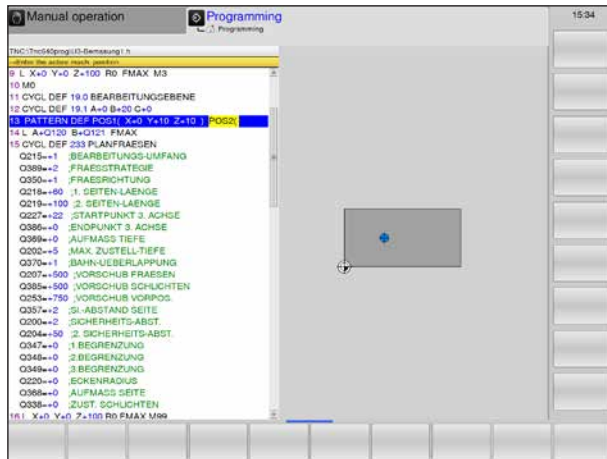 Manual operation
Programming
Programming
15:34
TNC:\Tnc640\prog\
9 L X+0 Y+0 Z+100 R0 FMAX M3
10 M0
11 CYCL DEF 19.0 BEARBEITUNGSEBENE
12 CYCL DEF 19.1 A+0 B+20 C+0
13 PATTERN DEF POS1( X+0 Y+10 Z+10 ) POS2(
14 L A+Q120 B+Q121 FMAX
15 CYCL DEF 233 PLANFRAESEN
Q215=+1 ;BEARBEITUNGS-UMFANG
Q389=+2 ;FRAESSTRATEGIE
Q350=+1 ;FRAESRICHTUNG
Q218=+60 ;1. SEITEN-LAENGE
Q219=+100 ;2. SEITEN-LAENGE
Q227=+22 ;STARTPUNKT 3. ACHSE
Q386=+0 ;ENDPUNKT 3. ACHSE
Q369=+0 ;AUFMASS TIEFE
Q202=+5 ;MAX. ZUSTELL-TIEFE
Q370=+1 ;BAHN-UEBERLAPPUNG
Q207=+500 ;VORSCHUB FRAESEN
Q385=+500 ;VORSCHUB SCHLICHTEN
Q253=+750 ;VORSCHUB VORPOS.
Q357=+2 ;SI.-ABSTAND SEITE
Q200=+2 ;SICHERHEITS-ABST.
Q204=+50 ;2. SICHERHEITS-ABST.
Q347=+0 ;1.BEGRENZUNG
Q348=+0 ;2.BEGRENZUNG
Q349=+0 ;3.BEGRENZUNG
Q220=+0 ;ECKENRADIUS
Q368=+0 ;AUFMASS SEITE
Q338=+0 ;ZUST. SCHLICHTEN
16 L X+0 Y+0 Z+100 R0 FMAX M99